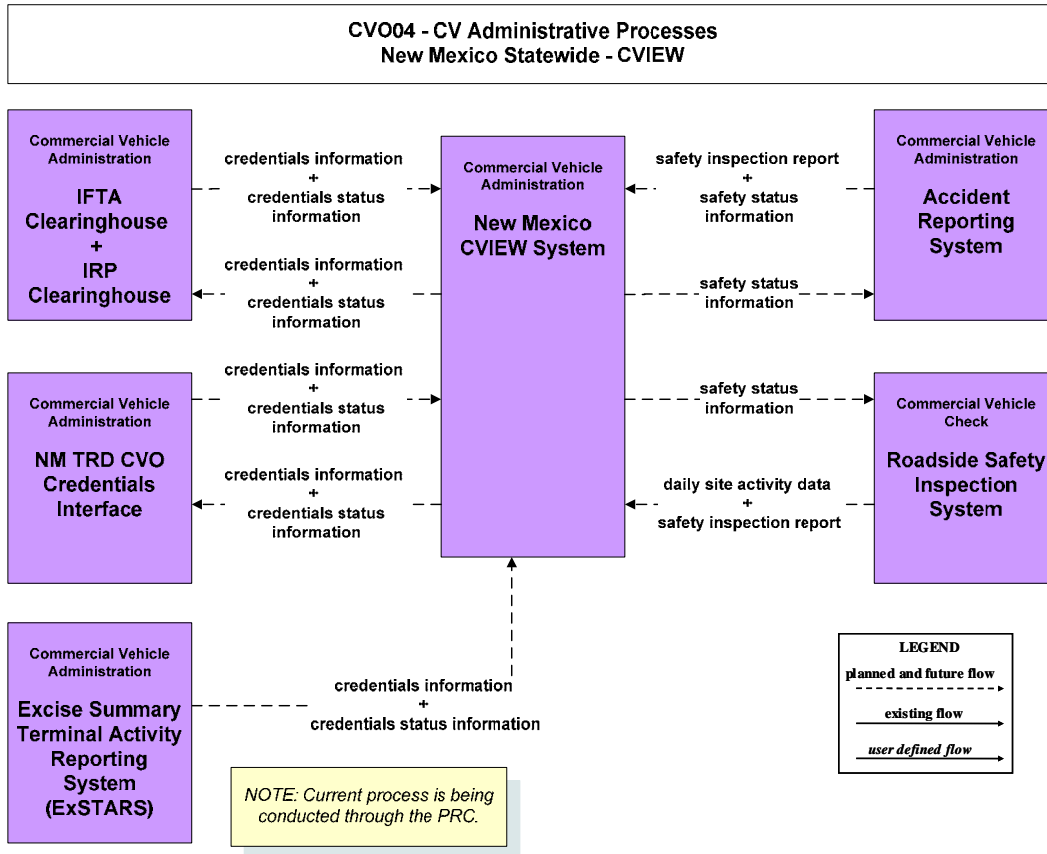 CVO04 - CV Administrative Processes
New Mexico Statewide - CVIEW
Commercial Vehicle
Administration
IFTA
Clearinghouse
+
IRP
Clearinghouse
credentials information
+
credentials status
information
credentials information
+
credentials status
information
Commercial Vehicle
Administration
New Mexico
CVIEW System
safety inspection report
+
safety status
information
safety status
information
Commercial Vehicle
Administration
Accident
Reporting
System
Commercial Vehicle
Administration
NM TRD CVO
Credentials
Interface
credentials information
+
credentials status
information
credentials information
+
credentials status
information
safety status
information
daily site activity data
+
safety inspection report
Commercial Vehicle
Check
Roadside Safety
Inspection
System
Commercial Vehicle
Administration
Excise Summary
Terminal Activity
Reporting
System
(ExSTARS)
credentials information
+
credentials status information
NOTE: Current process is being
conducted through the PRC.
LEGEND
planned and future flow
existing flow
user defined flow